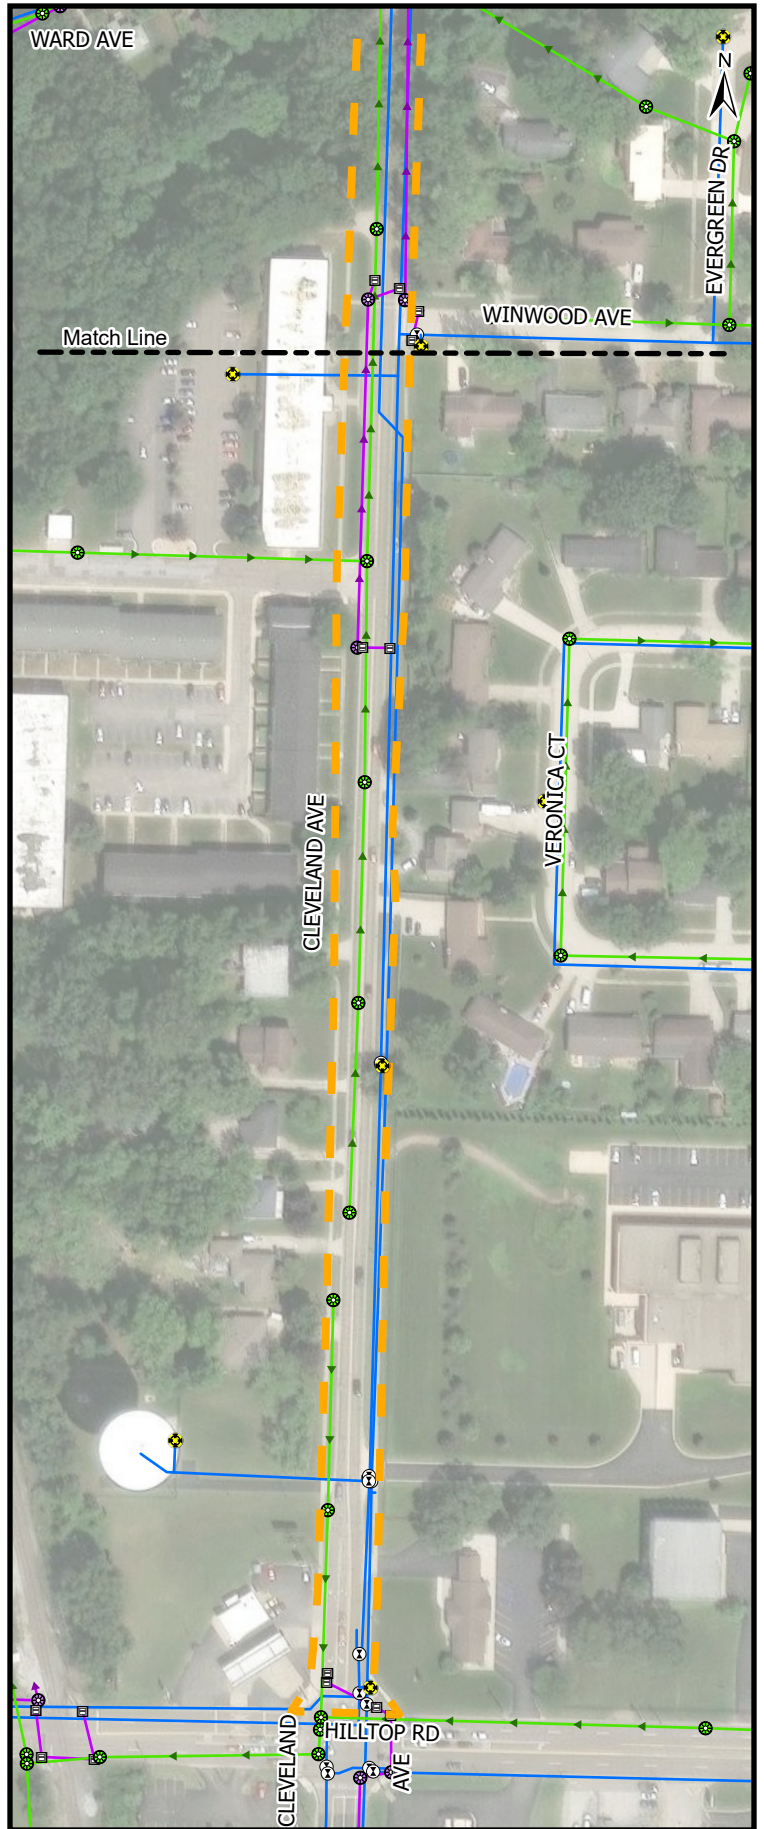 WARD AVE
N
EVERGREEN DR
WINWOOD AVE
Match Line
VERONICA CT
CLEVELAND AVE
HILLTOP RD
CLEVELAND
AVE